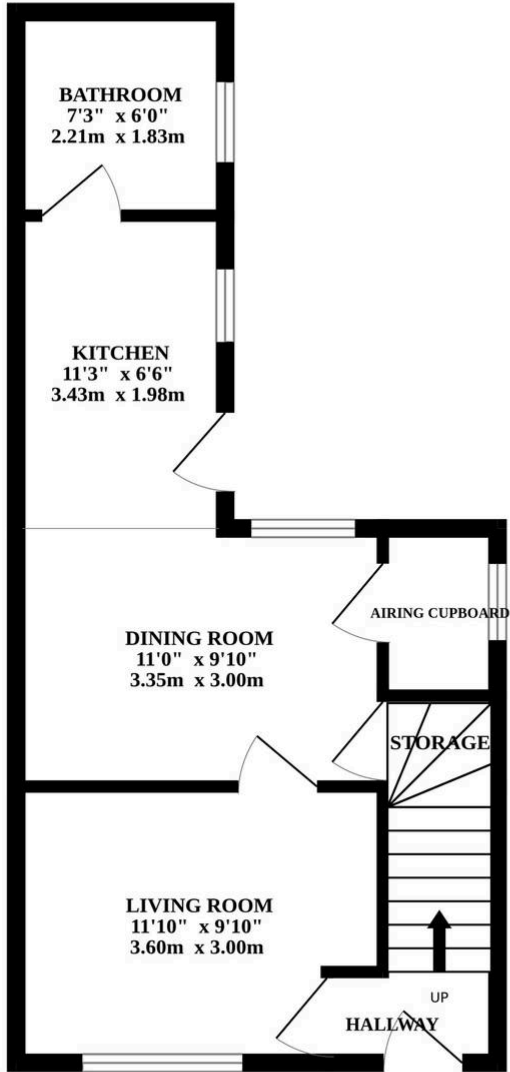 BATHROOM
7'3" x 6'0"
2.21m x 1.83m
KITCHEN
11'3" x 6'6"
3.43m x 1.98m
AIRING CUPBOARD
DINING ROOM
11'0" x 9'10"
3.35m x 3.00m
STORAGE
LIVING ROOM
11'10" x 9'10"
3.60m x 3.00m
UP
HALLWAY